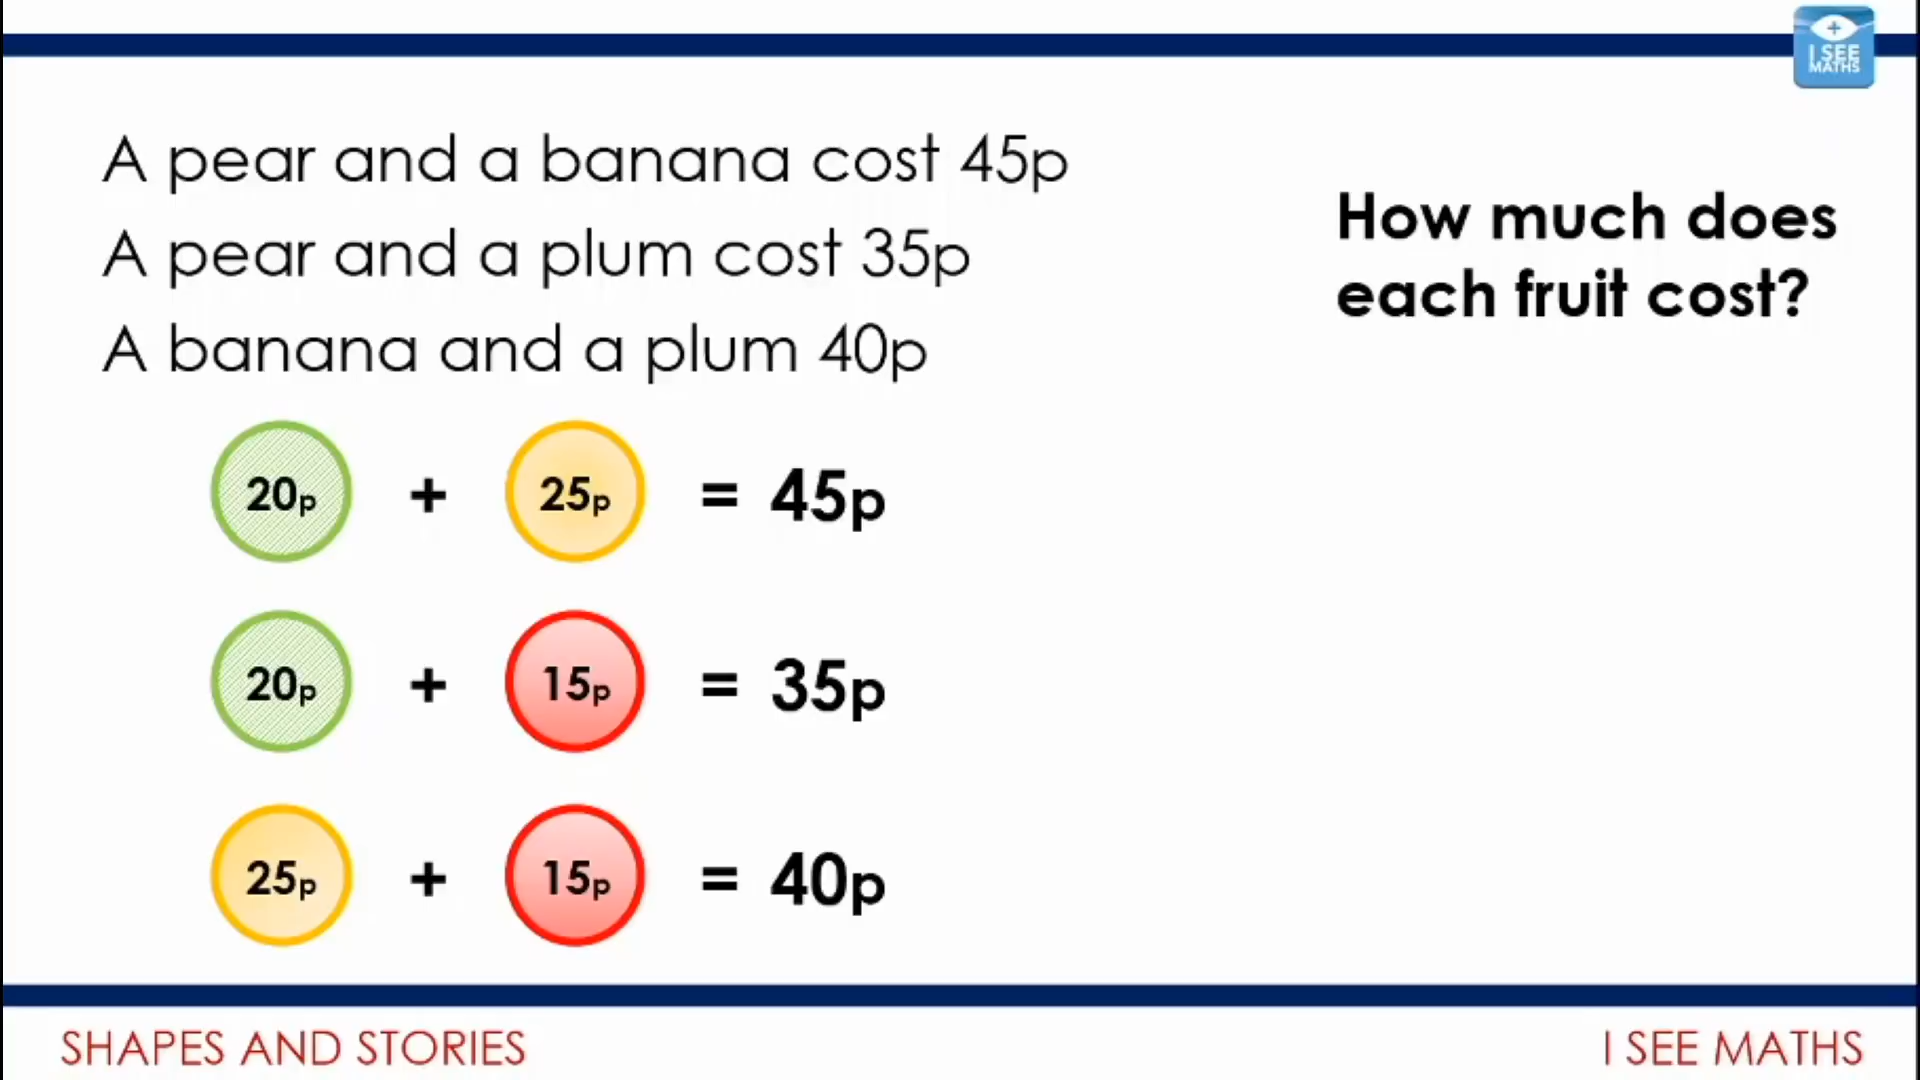 I SEE
MATHS
A pear and a banana cost 45p
A pear and a plum cost 35p
A banana and a plum 40p
How much does
each fruit cost?
20p + 25p = 45p
20p + 15p = 35p
25p + 15p = 40p
SHAPES AND STORIES
I SEE MATHS